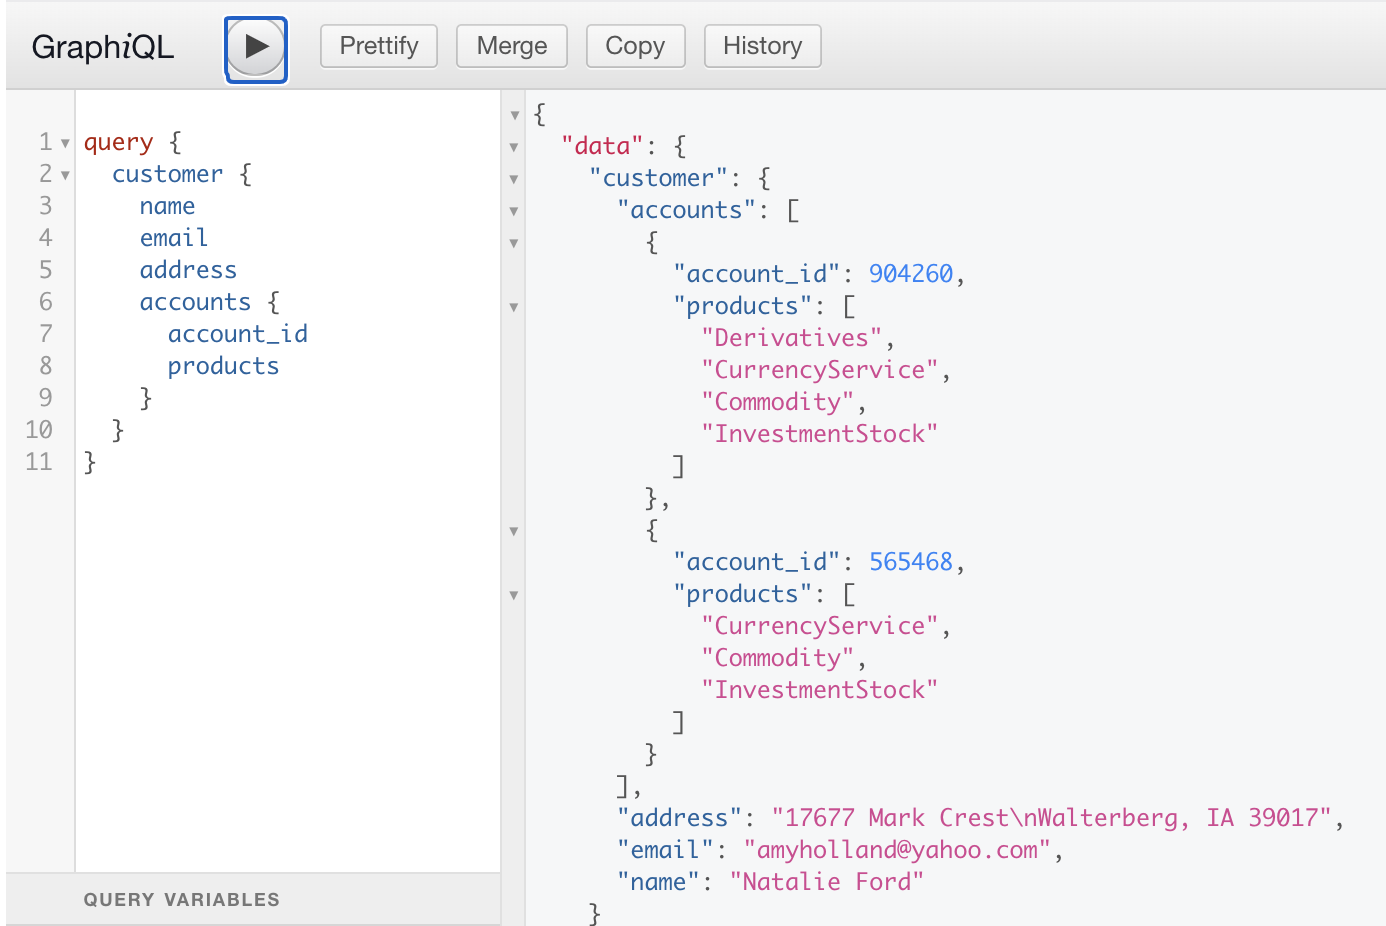 GraphiQL Prettify Merge Copy History
1 query {
2 customer {
3 name
4 email
5 address
6 accounts {
7 account_id
8 products
9 }
10 }
11 }
QUERY VARIABLES
{
"data": {
"customer": {
"accounts": [
{
"account_id": 904260,
"products": [
"Derivatives",
"CurrencyService",
"Commodity",
"InvestmentStock"
]
},
{
"account_id": 565468,
"products": [
"CurrencyService",
"Commodity",
"InvestmentStock"
]
}
],
"address": "17677 Mark Crest\nWalterberg, IA 39017",
"email": "amyholland@yahoo.com",
"name": "Natalie Ford"
}